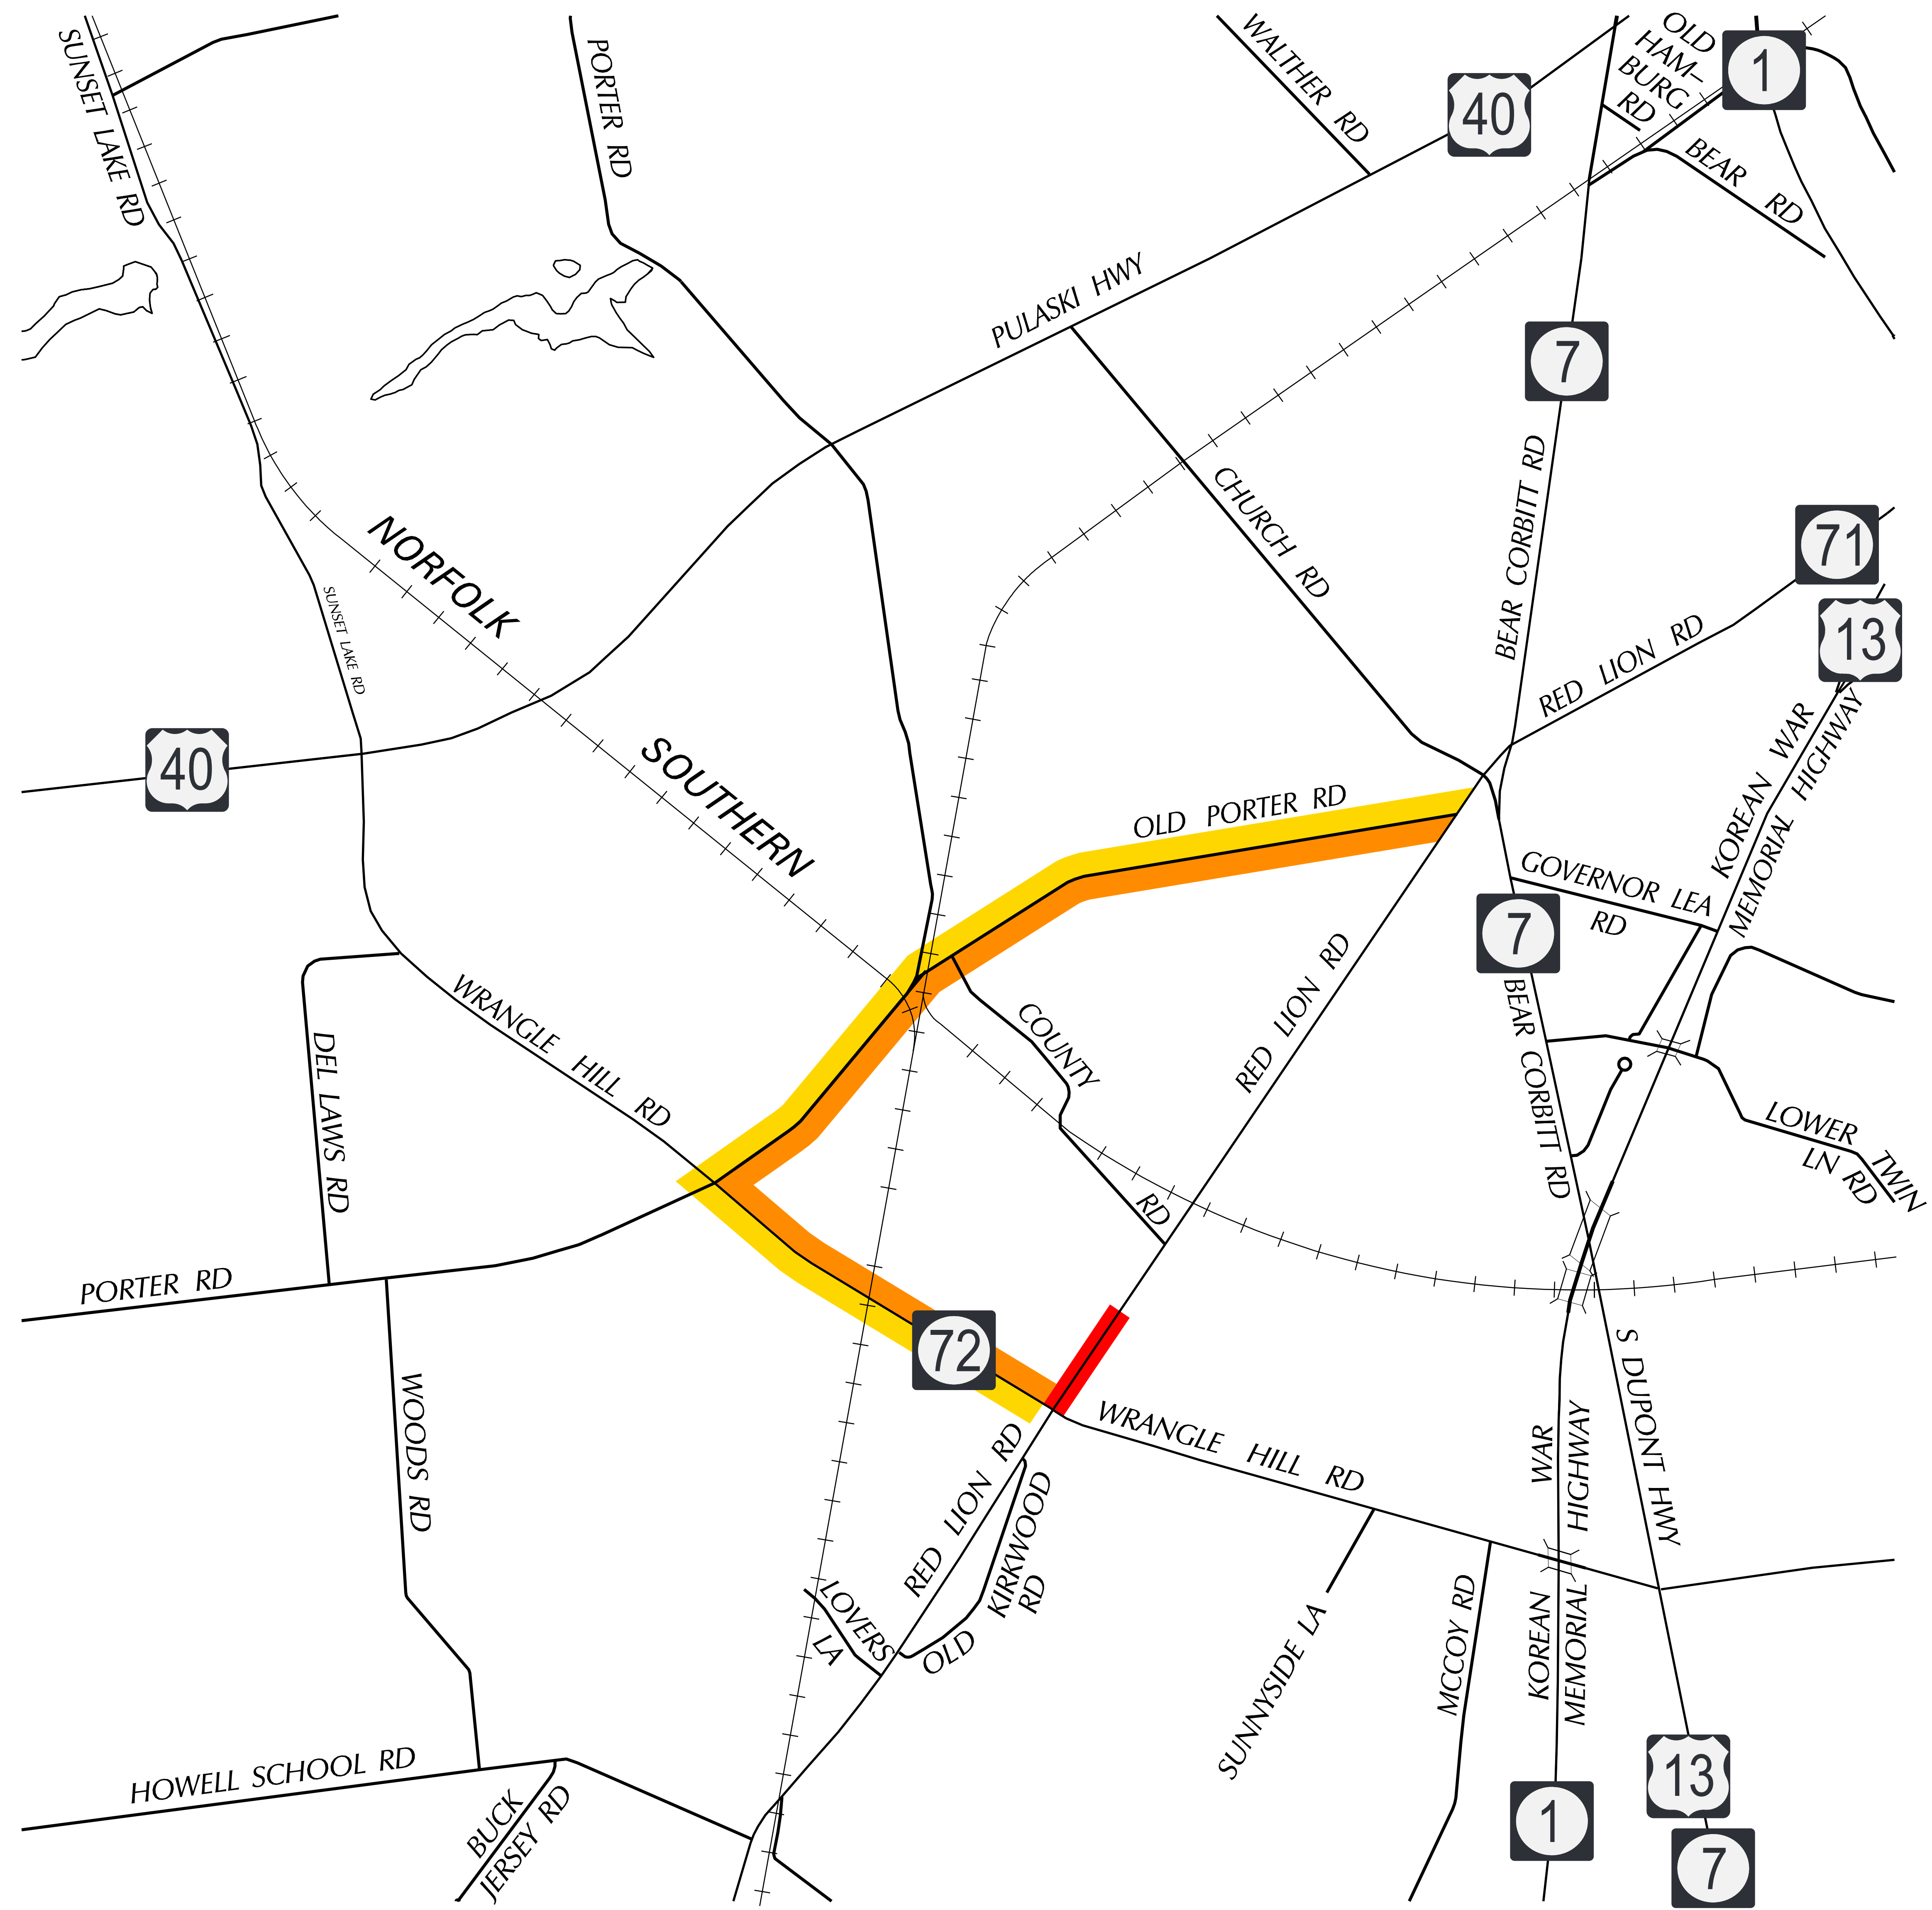 SUNSET LAKE RD
PORTER RD
WALTHER RD
40
OLD
HAM-
BURG
RD
1
BEAR RD
PULASKI HWY
7
NORFOLK
SOUTHERN
SUNSET LAKE RD
CHURCH RD
BEAR CORBITT RD
71
RED LION RD
13
KOREAN WAR
MEMORIAL HIGHWAY
40
OLD PORTER RD
GOVERNOR LEA
RD
7
WRANGLE HILL RD
DEL LAWS RD
COUNTY RD
RED LION RD
BEAR CORBITT RD
LOWER TWIN
LN RD
PORTER RD
72
WOODS RD
WRANGLE HILL RD
RED LION RD
OLD KIRKWOOD
RD
LOVERS
LA
S DUPONT HWY
KOREAN WAR
MEMORIAL HIGHWAY
SUNNYSIDE LA
MCCOY RD
HOWELL SCHOOL RD
BUCK
JERSEY RD
1
13
7